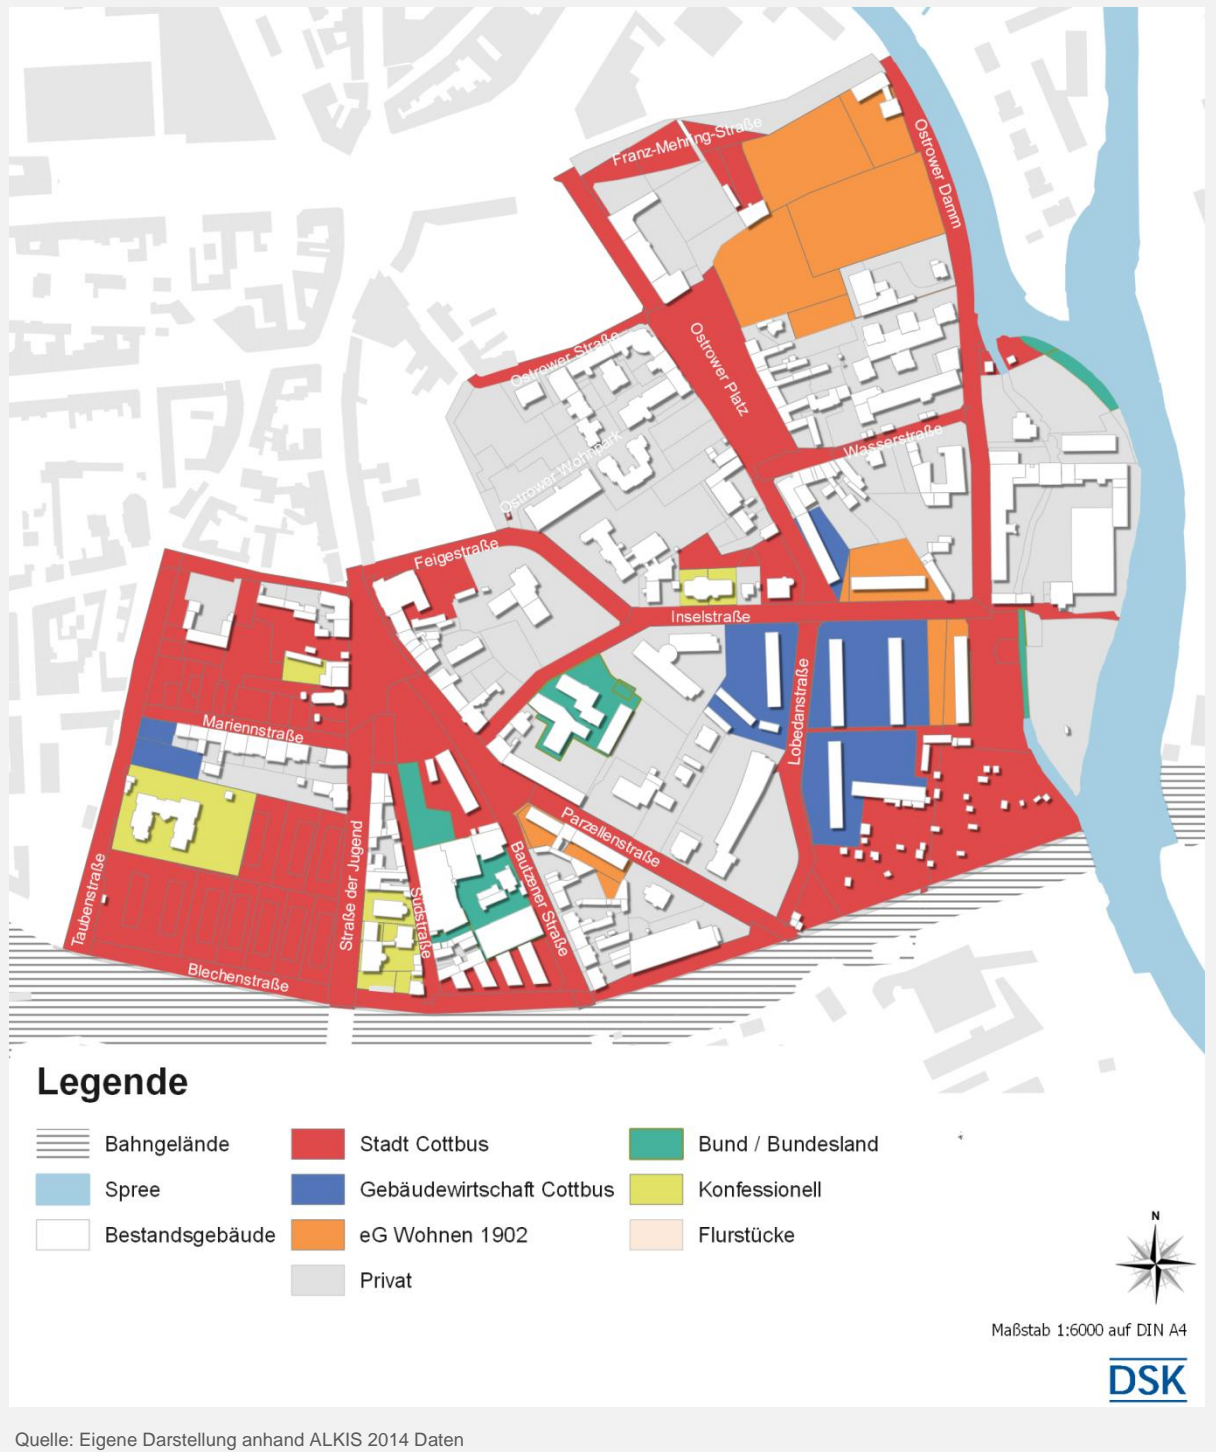 Franz-Mehring-Straße
Ostrower Damm
Ostrower Straße
Ostrower Platz
Ostrower Wohnpark
Wasserstraße
Feigestraße
Inselstraße
Lobedanstraße
Mariennstraße
Parzellenstraße
Straße der Jugend
Südstraße
Bautzener Straße
Taubenstraße
Blechenstraße
Legende
Bahngelände
Stadt Cottbus
Bund / Bundesland
Spree
Gebäudewirtschaft Cottbus
Konfessionell
Bestandsgebäude
eG Wohnen 1902
Flurstücke
Privat
N
Maßstab 1:6000 auf DIN A4
DSK
Quelle: Eigene Darstellung anhand ALKIS 2014 Daten